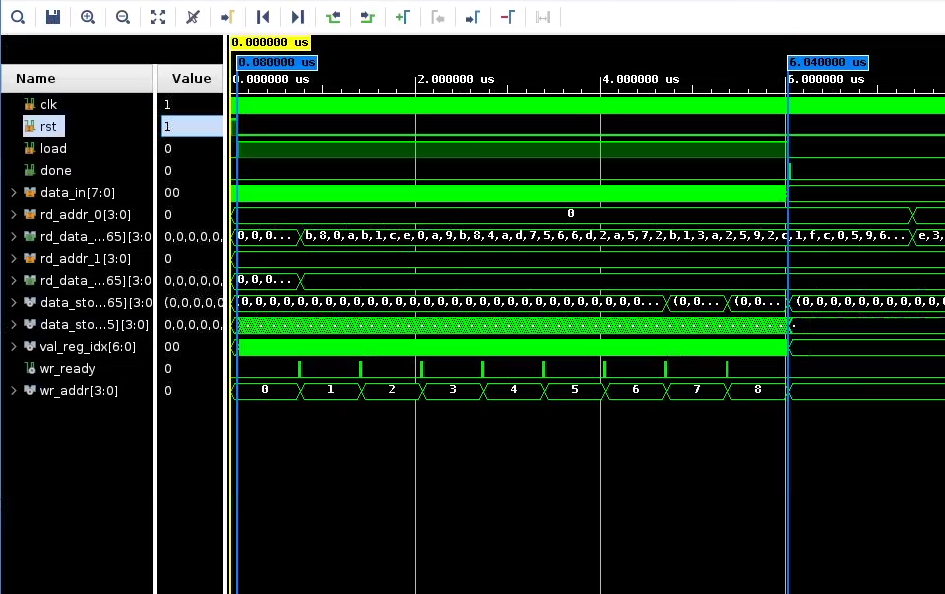 0.000000 us
0.080000 us
6.040000 us
Name Value
0.000000 us 2.000000 us 4.000000 us 6.000000 us
clk 1
rst 1
load 0
done 0
data_in[7:0] 00
rd_addr_0[3:0] 0 0
rd_data_...65][3:0 0,0,0,0,0, 0,0,0... b,8,0,a,b,1,c,e,0,a,9,b,8,4,a,d,7,5,6,6,d,2,a,5,7,2,b,1,3,a,2,5,9,2,c,1,f,c,0,5,9,6... e,3,
rd_addr_1[3:0] 0
rd_data_...65][3:0 0,0,0,0,0, 0,0,0...
data_sto...65][3:0 (0,0,0,0,0 (0,0,0,0,0,0,0,0,0,0,0,0,0,0,0,0,0,0,0,0,0,0,0,0,0,0,0... (0,0... (0,0... (0,0,0,0,0,0,0,0,0,0
data_sto...5][3:0] 0,0,0,0,0,
val_reg_idx[6:0] 00
wr_ready 0
wr_addr[3:0] 0 0 1 2 3 4 5 6 7 8